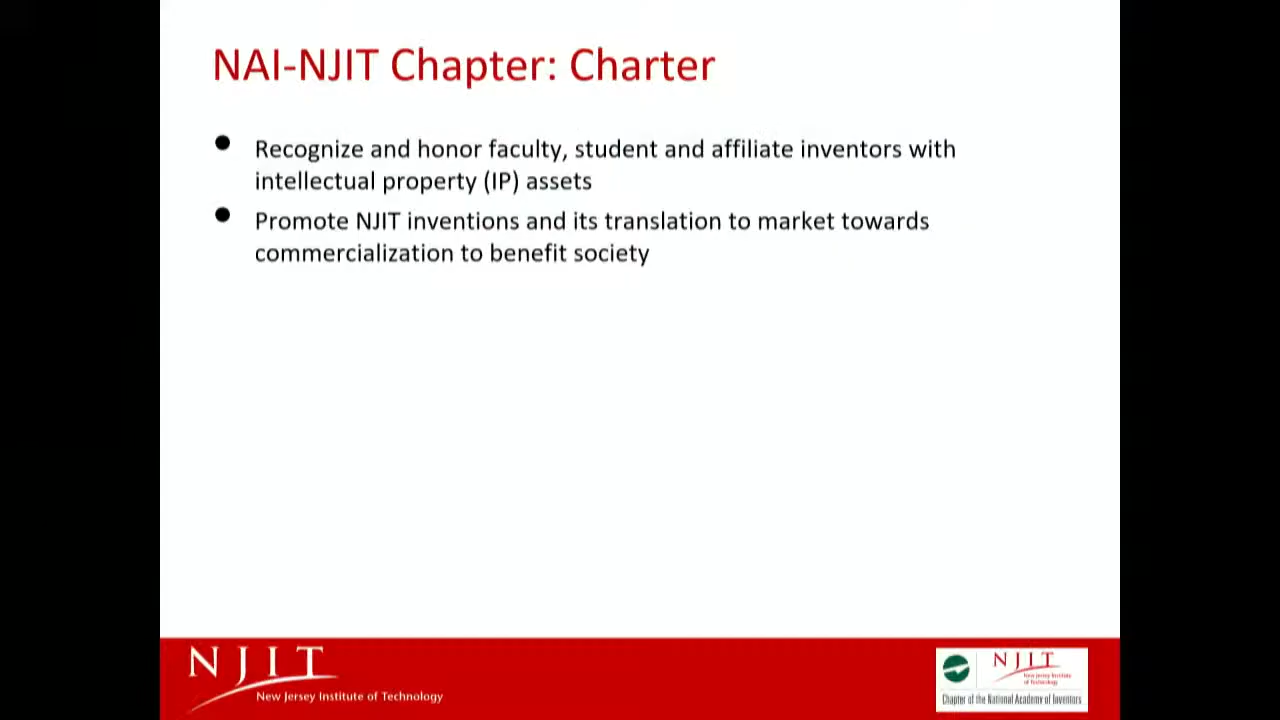 NAI-NJIT Chapter: Charter
Recognize and honor faculty, student and affiliate inventors with
intellectual property (IP) assets
Promote NJIT inventions and its translation to market towards
commercialization to benefit society
NJIT
New Jersey Institute of Technology
NJIT
New Jersey Institute
of Technology
Chapter of the National Academy of Inventors